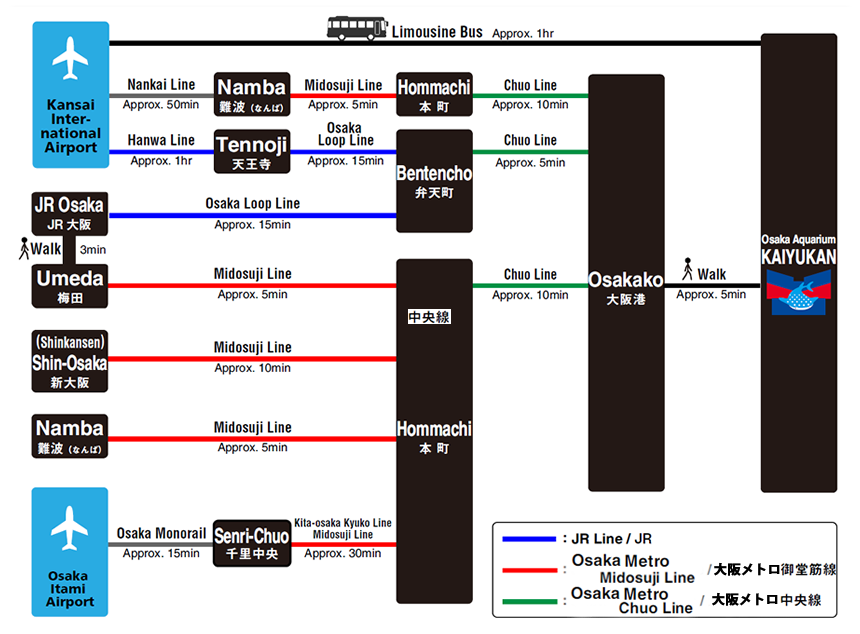 Limousine Bus Approx. 1hr
Kansai
Inter-
national
Airport
Nankai Line
Approx. 50min
Namba
難波（なんば）
Midosuji Line
Approx. 5min
Hommachi
本町
Chuo Line
Approx. 10min
Hanwa Line
Approx. 1hr
Tennoji
天王寺
Osaka
Loop Line
Approx. 15min
Bentencho
弁天町
Chuo Line
Approx. 5min
JR Osaka
JR 大阪
Osaka Loop Line
Approx. 15min
Walk 3min
Umeda
梅田
Midosuji Line
Approx. 5min
Chuo Line
Approx. 10min
中央線
Osakako
大阪港
Walk
Approx. 5min
Osaka Aquarium
KAIYUKAN
(Shinkansen)
Shin-Osaka
新大阪
Midosuji Line
Approx. 10min
Namba
難波（なんば）
Midosuji Line
Approx. 5min
Hommachi
本町
Osaka
Itami
Airport
Osaka Monorail
Approx. 15min
Senri-Chuo
千里中央
Kita-osaka Kyuko Line
Midosuji Line
Approx. 30min
: JR Line / JR
: Osaka Metro
Midosuji Line /大阪メトロ御堂筋線
: Osaka Metro
Chuo Line / 大阪メトロ中央線